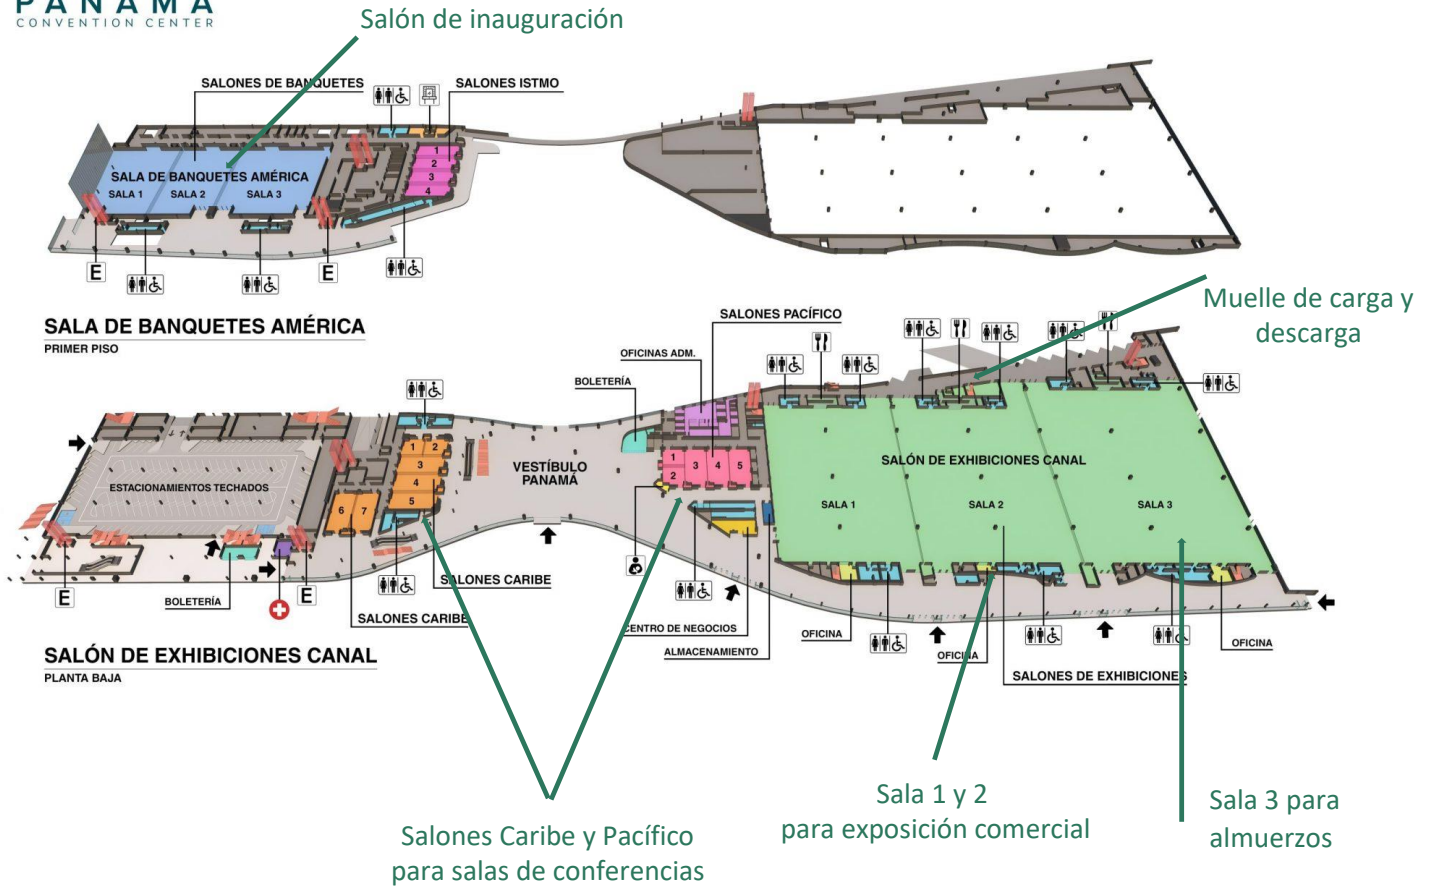 PANAMA
CONVENTION CENTER
Salón de inauguración
SALONES DE BANQUETES
SALONES ISTMO
1
2
3
4
SALA DE BANQUETES AMÉRICA
SALA 1
SALA 2
SALA 3
E
E
SALA DE BANQUETES AMÉRICA
PRIMER PISO
Muelle de carga y
descarga
SALONES PACÍFICO
OFICINAS ADM.
BOLETERÍA
1
2
3
4
5
6
7
VESTÍBULO
PANAMÁ
1
2
3
4
5
ESTACIONAMIENTOS TECHADOS
SALÓN DE EXHIBICIONES CANAL
SALA 1
SALA 2
SALA 3
E
E
BOLETERÍA
SALONES CARIBE
SALONES CARIBE
CENTRO DE NEGOCIOS
ALMACENAMIENTO
OFICINA
OFICINA
OFICINA
SALONES DE EXHIBICIONES
SALÓN DE EXHIBICIONES CANAL
PLANTA BAJA
Salones Caribe y Pacífico
para salas de conferencias
Sala 1 y 2
para exposición comercial
Sala 3 para
almuerzos